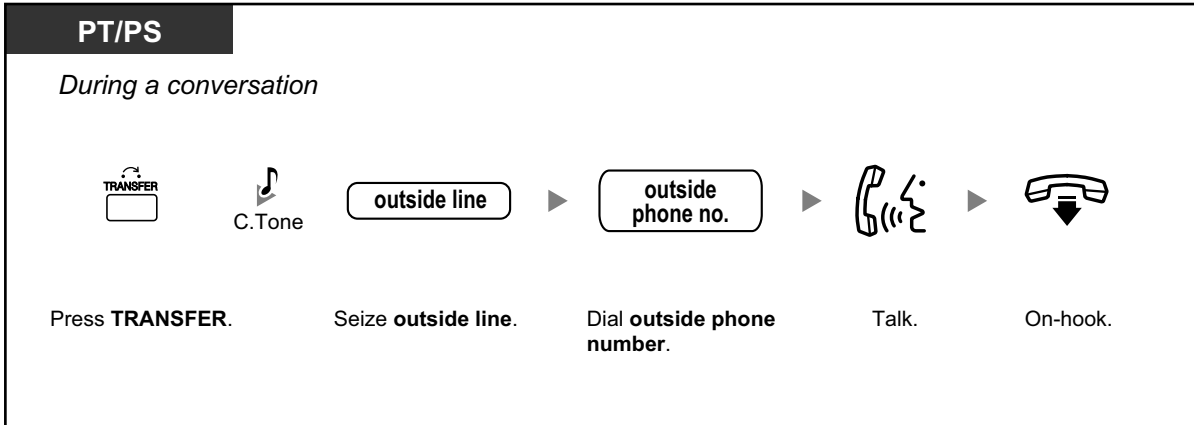 PT/PS
During a conversation
TRANSFER
C.Tone
outside line
outside
phone no.
Press TRANSFER.
Seize outside line.
Dial outside phone
number.
Talk.
On-hook.